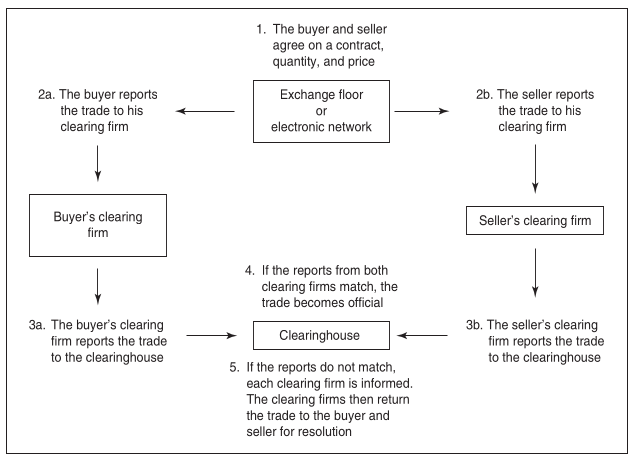 1. The buyer and seller
agree on a contract,
quantity, and price
2a. The buyer reports
the trade to his
clearing firm
Exchange floor
or
electronic network
2b. The seller reports
the trade to his
clearing firm
Buyer's clearing
firm
Seller's clearing firm
4. If the reports from both
clearing firms match, the
trade becomes official
3a. The buyer's clearing
firm reports the trade
to the clearinghouse
Clearinghouse
3b. The seller's clearing
firm reports the trade
to the clearinghouse
5. If the reports do not match,
each clearing firm is informed.
The clearing firms then return
the trade to the buyer and
seller for resolution